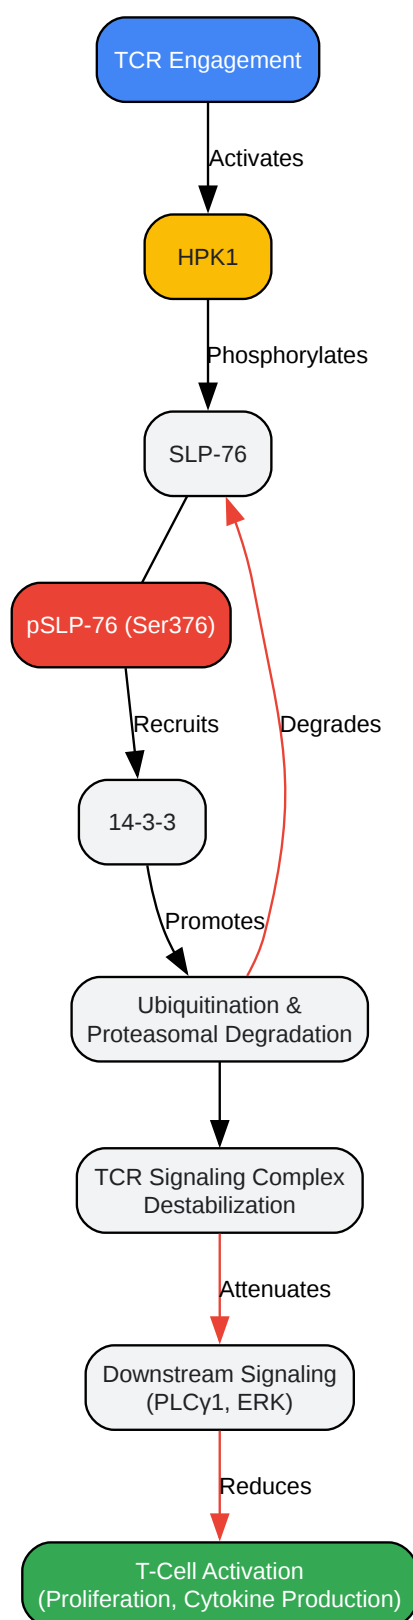 TCR Engagement
Activates
HPK1
Phosphorylates
SLP-76
pSLP-76 (Ser376)
Recruits
Degrades
14-3-3
Promotes
Ubiquitination &
Proteasomal Degradation
TCR Signaling Complex
Destabilization
Attenuates
Downstream Signaling
(PLCγ1, ERK)
Reduces
T-Cell Activation
(Proliferation, Cytokine Production)